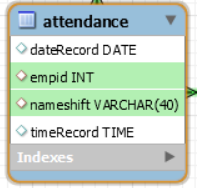 attendance
dateRecord DATE
empid INT
nameshift VARCHAR(40)
timeRecord TIME
Indexes